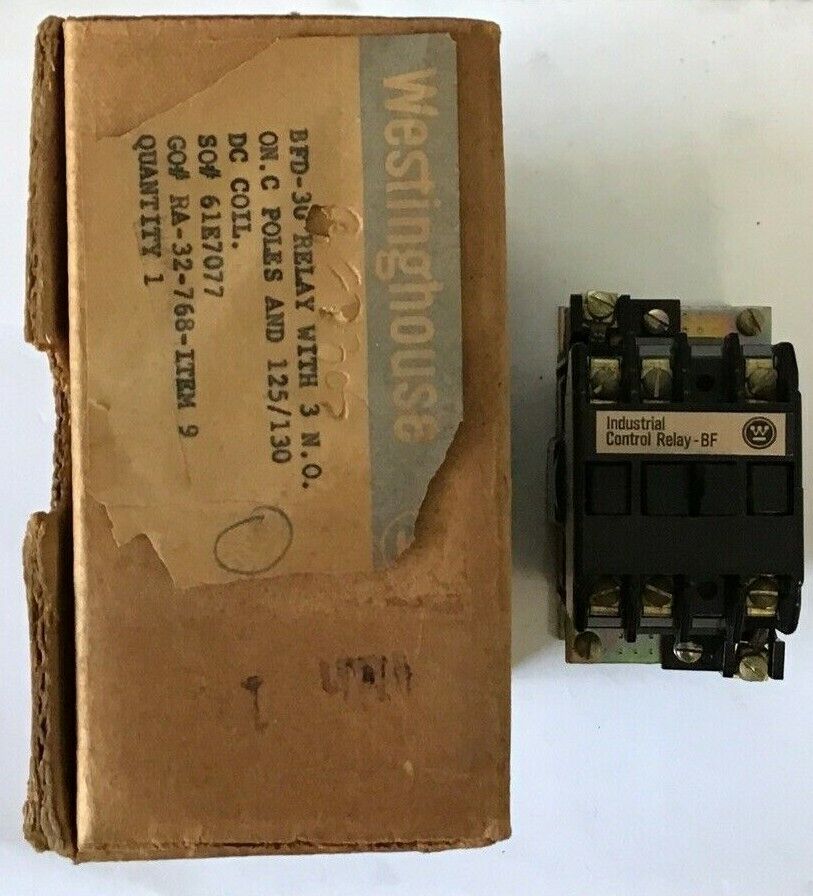 Westinghouse
BFD-30 RELAY WITH 3 N.O.
ON.C POLES AND 125/130
DC COIL.
SO# 61E7077
GO# RA-32-768-ITEM 9
QUANTITY 1
Industrial
Control Relay-BF
W